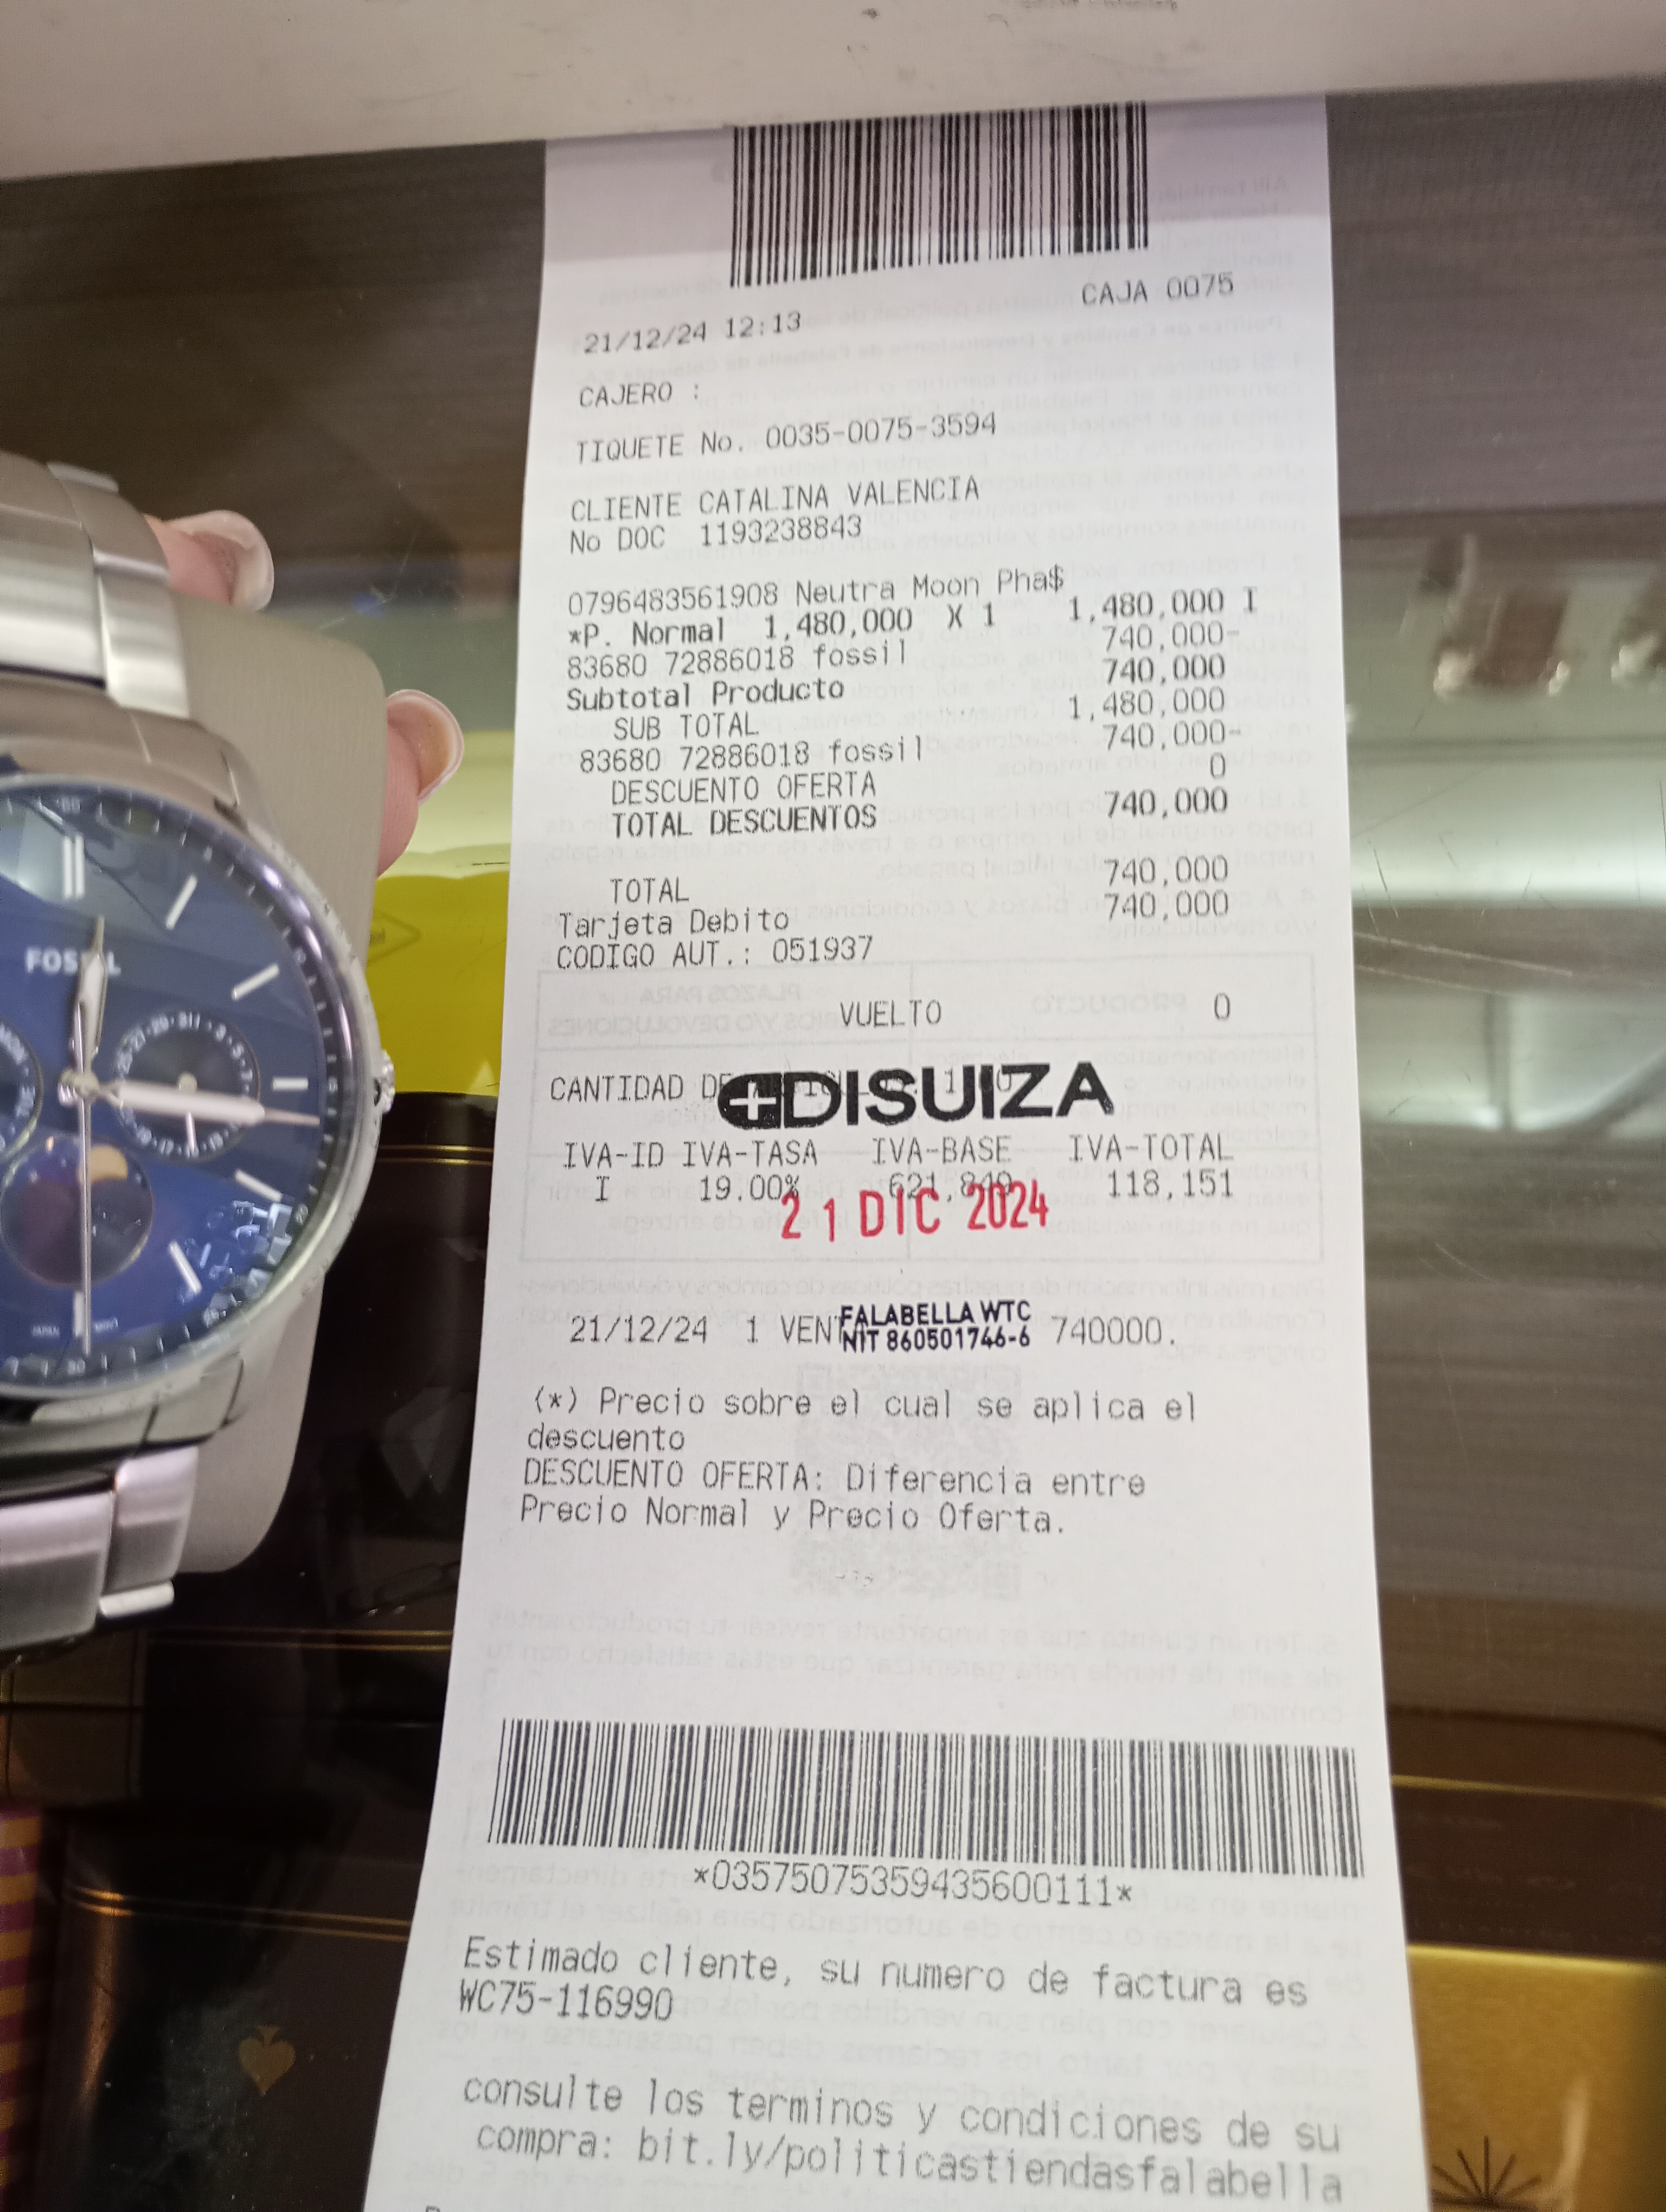 CAJA 0075
21/12/24 12:13
CAJERO :
TIQUETE No. 0035-0075-3594
CLIENTE CATALINA VALENCIA
No DOC 1193238843
0796483561908 Neutra Moon Pha$
*P. Normal 1,480,000 X 1 1,480,000 I
83680 72886018 fossil 740,000-
Subtotal Producto 740,000
SUB TOTAL 1,480,000
83680 72886018 fossil 740,000-
DESCUENTO OFERTA 0
TOTAL DESCUENTOS 740,000
TOTAL 740,000
Tarjeta Debito 740,000
CODIGO AUT.: 051937
VUELTO 0
CANTIDAD DE
DISUIZA
IVA-ID IVA-TASA IVA-BASE IVA-TOTAL
I 19.00% 621,849 118,151
21 DIC 2024
FALABELLA WTC
NIT 860501746-6
21/12/24 1 VENT 740000.
(*) Precio sobre el cual se aplica el
descuento
DESCUENTO OFERTA: Diferencia entre
Precio Normal y Precio Oferta.
*03575075359435600111*
Estimado cliente, su numero de factura es
WC75-116990
consulte los terminos y condiciones de su
compra: bit.ly/politicastiendasfalabella
FOSSIL